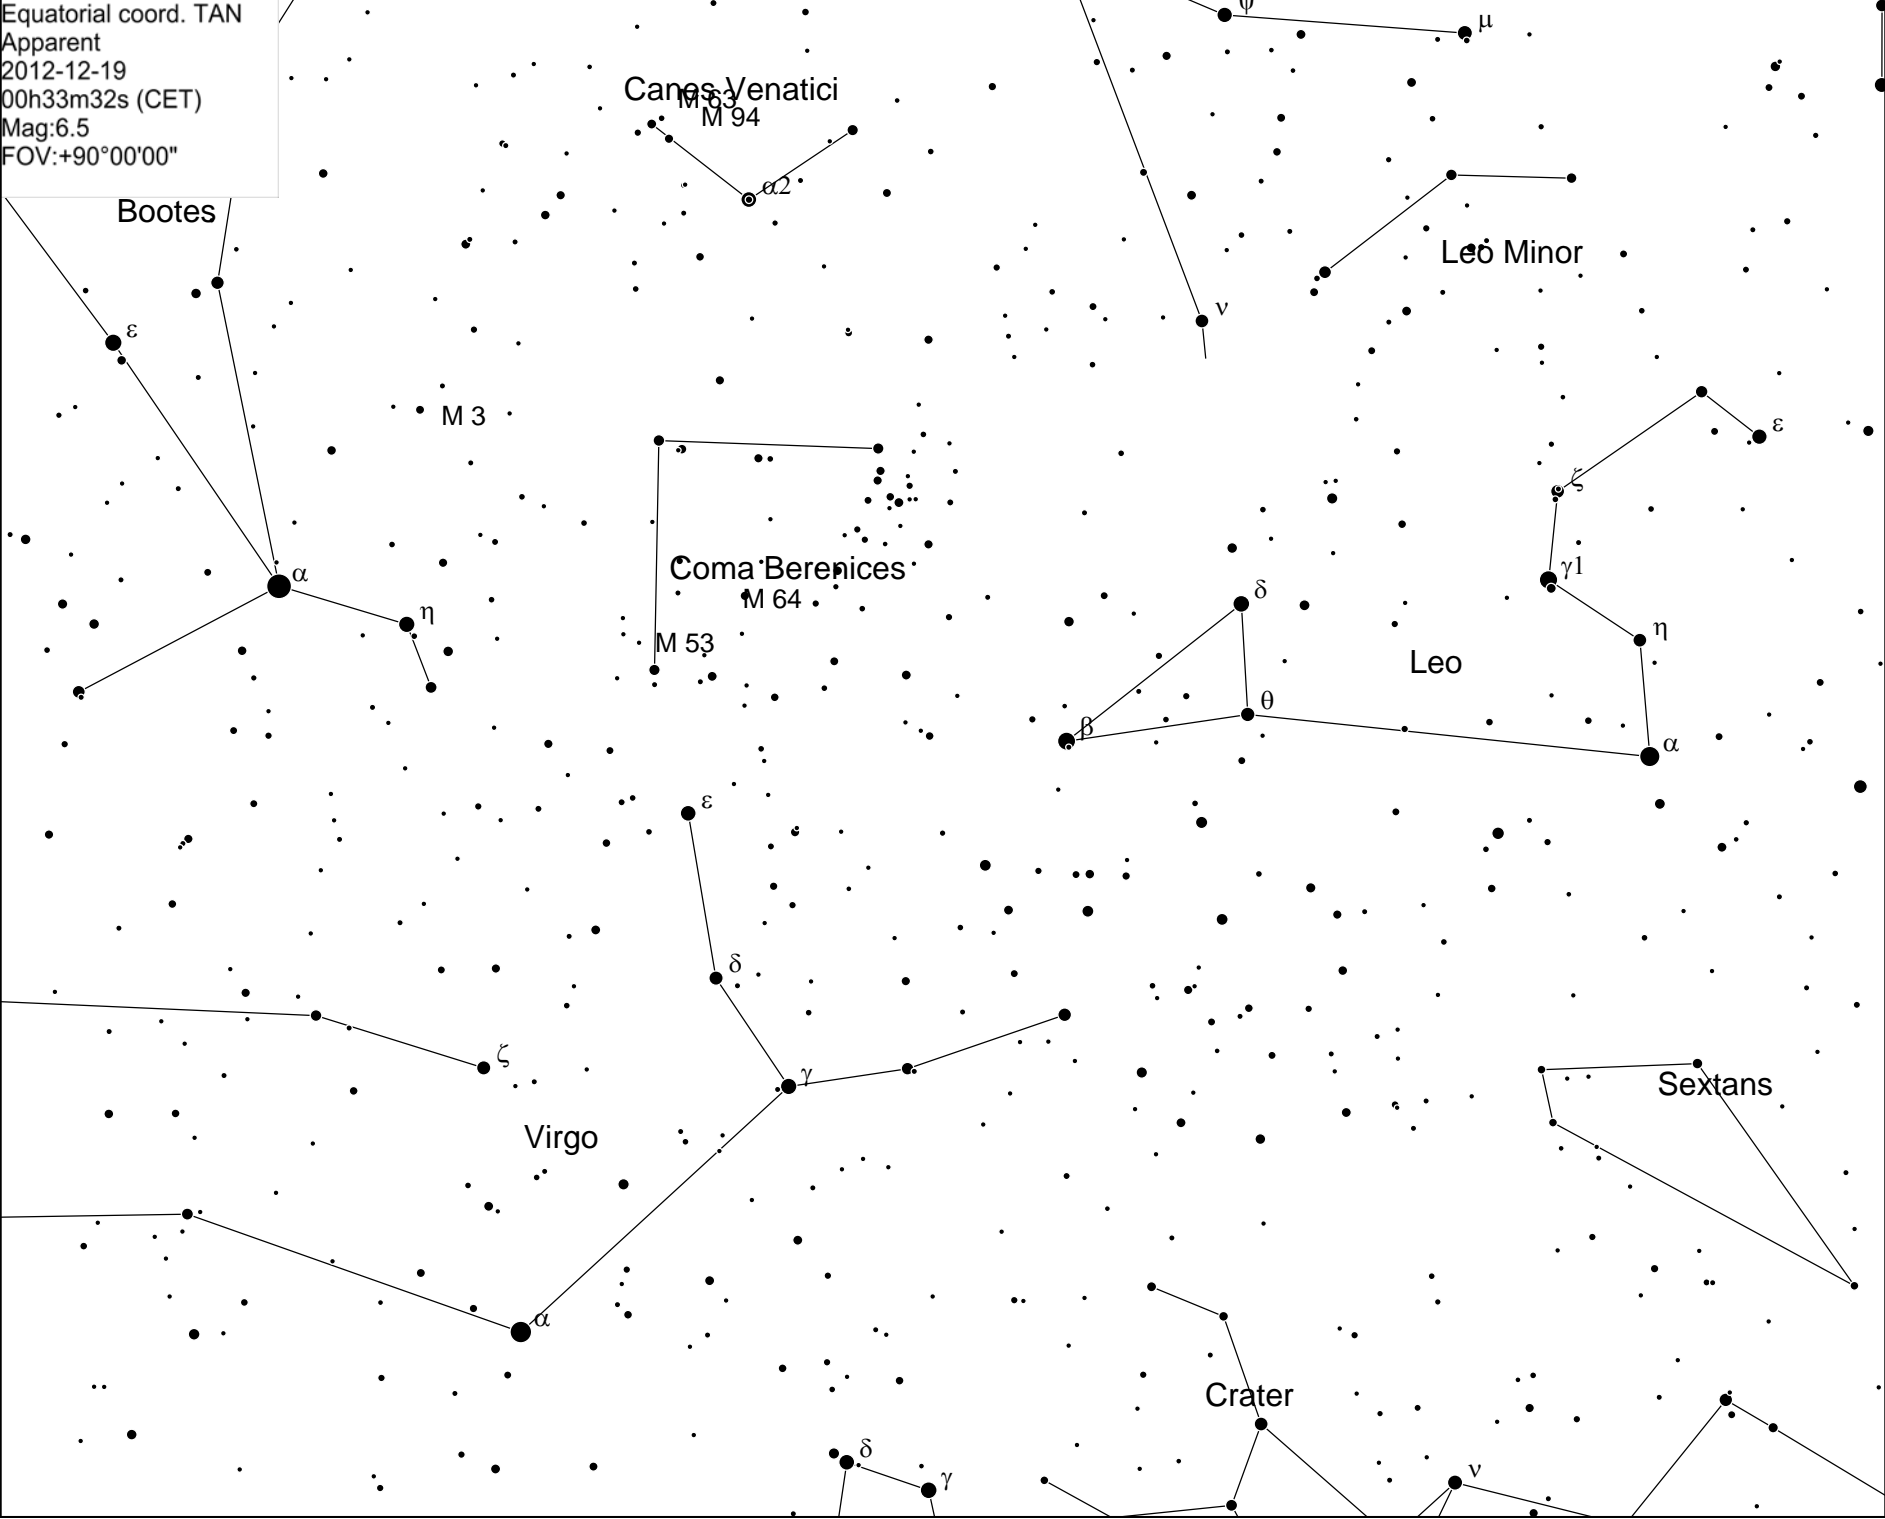 Equatorial coord. TAN
Apparent
2012-12-19
00h33m32s (CET)
Mag:6.5
FOV:+90°00'00"
ψ
μ
Canes Venatici
M 63
M 94
α2
Bootes
Leo Minor
ν
ε
M 3
ε
ζ
Coma Berenices
γ1
α
M 64
δ
η
η
M 53
Leo
θ
β
α
ε
δ
ζ
γ
Sextans
Virgo
α
Crater
δ
γ
ν